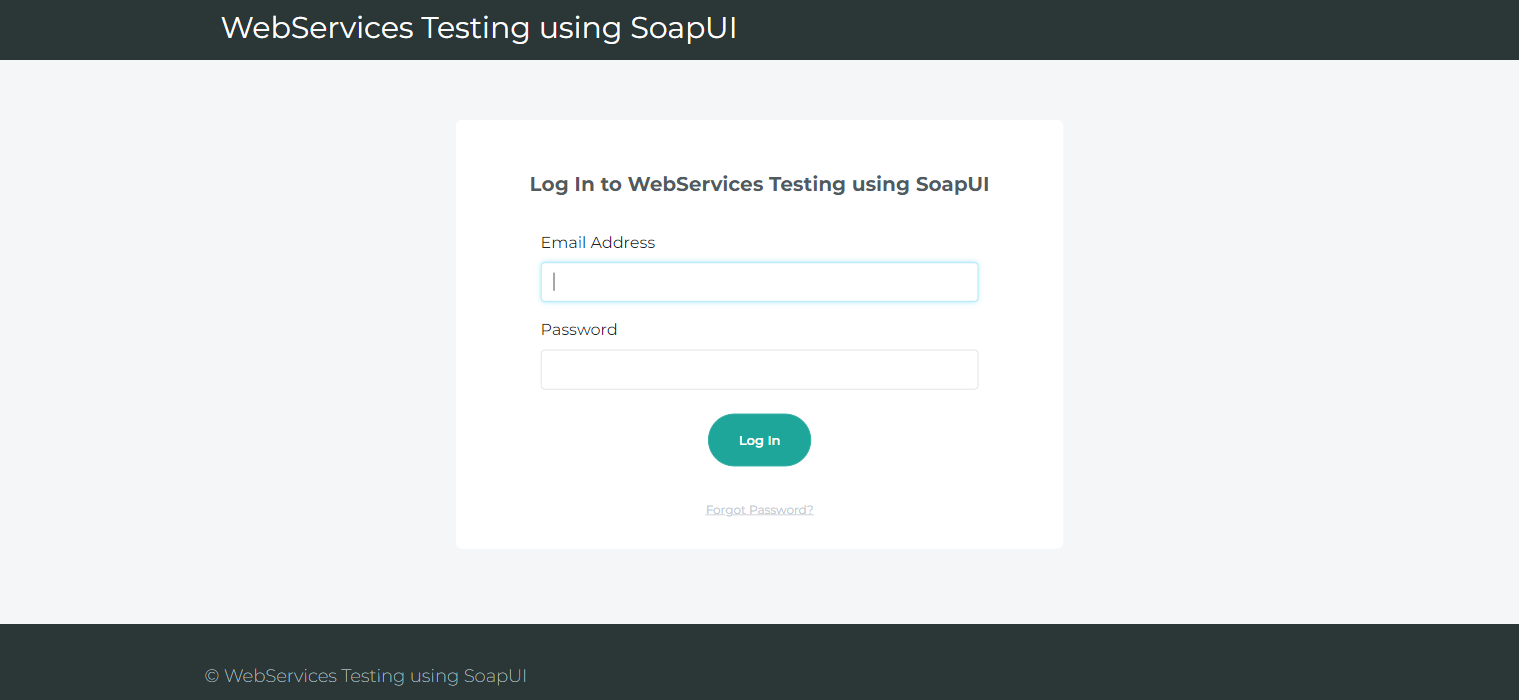 WebServices Testing using SoapUI
Log In to WebServices Testing using SoapUI
Email Address
Password
Log In
Forgot Password?
© WebServices Testing using SoapUI